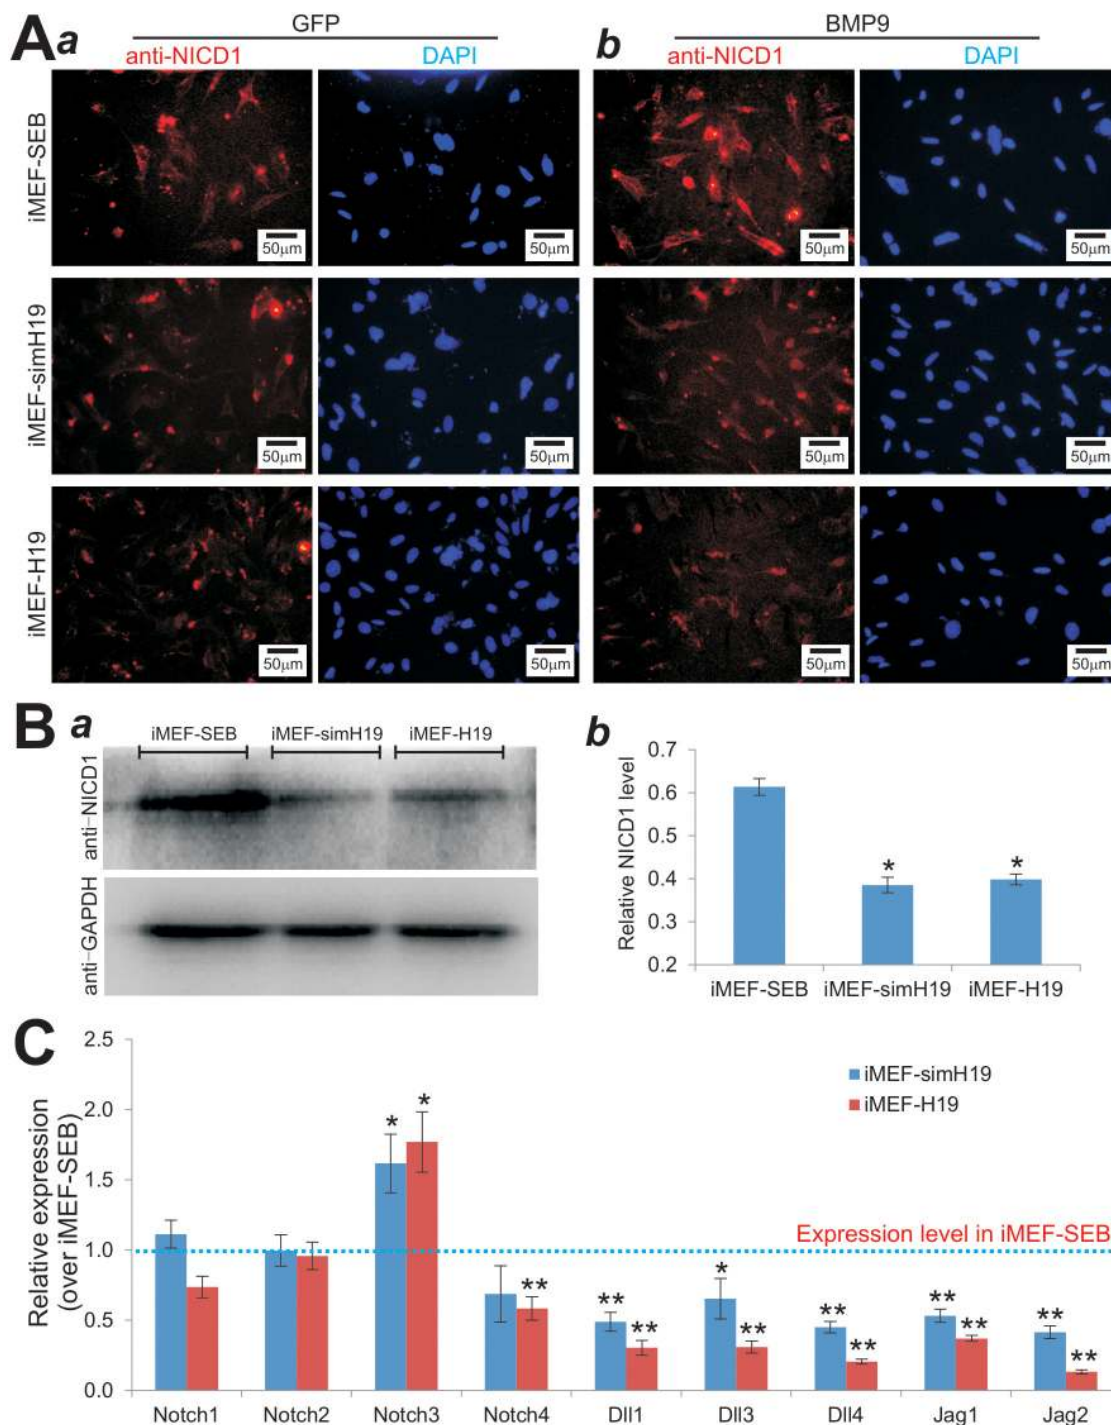 A a GFP b BMP9
anti-NICD1 DAPI anti-NICD1 DAPI
iMEF-SEB
50µm 50µm 50µm 50µm
iMEF-simH19
50µm 50µm 50µm 50µm
iMEF-H19
50µm 50µm 50µm 50µm
B a
iMEF-SEB iMEF-simH19 iMEF-H19
anti-NICD1
anti-GAPDH
b
Relative NICD1 level
0.7
0.6
0.5
0.4
0.3
0.2
* *
iMEF-SEB iMEF-simH19 iMEF-H19
C
Relative expression
(over iMEF-SEB)
2.5
2.0
1.5
1.0
0.5
0.0
iMEF-simH19
iMEF-H19
Expression level in iMEF-SEB
* * ** ** ** * ** ** ** ** ** ** **
Notch1 Notch2 Notch3 Notch4 Dll1 Dll3 Dll4 Jag1 Jag2